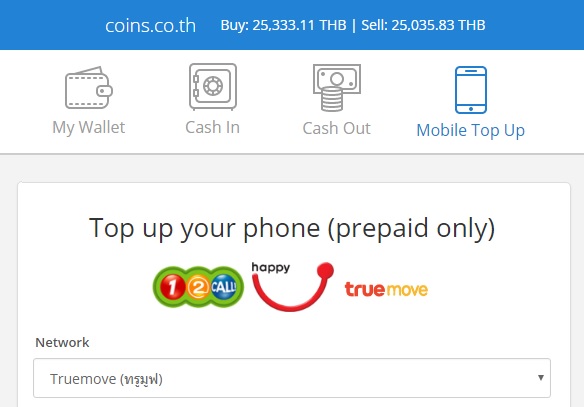 coins.co.th Buy: 25,333.11 THB | Sell: 25,035.83 THB
My Wallet Cash In Cash Out Mobile Top Up
Top up your phone (prepaid only)
1 2 CALL! happy truemove
Network
Truemove (ทรูมูฟ)